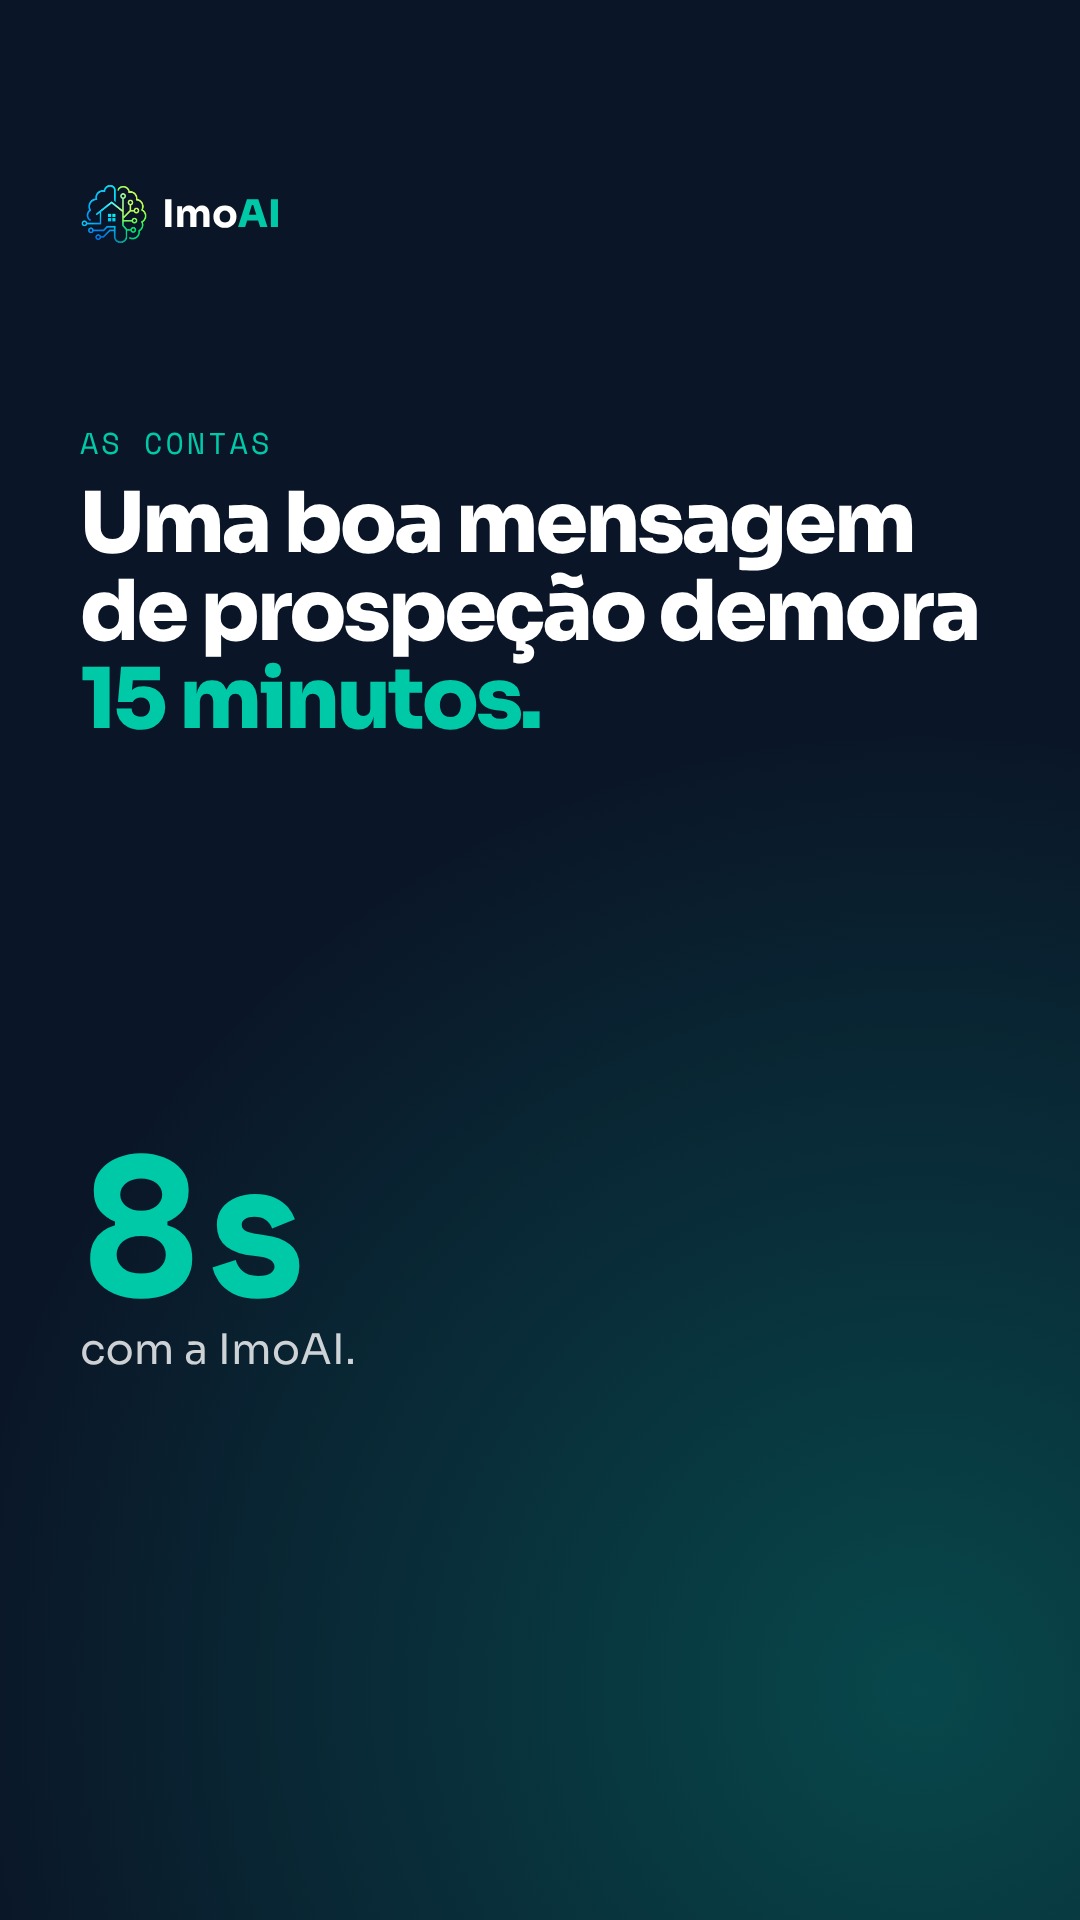 ImoAI
AS CONTAS
Uma boa mensagem
de prospeção demora
15 minutos.
8s
com a ImoAI.